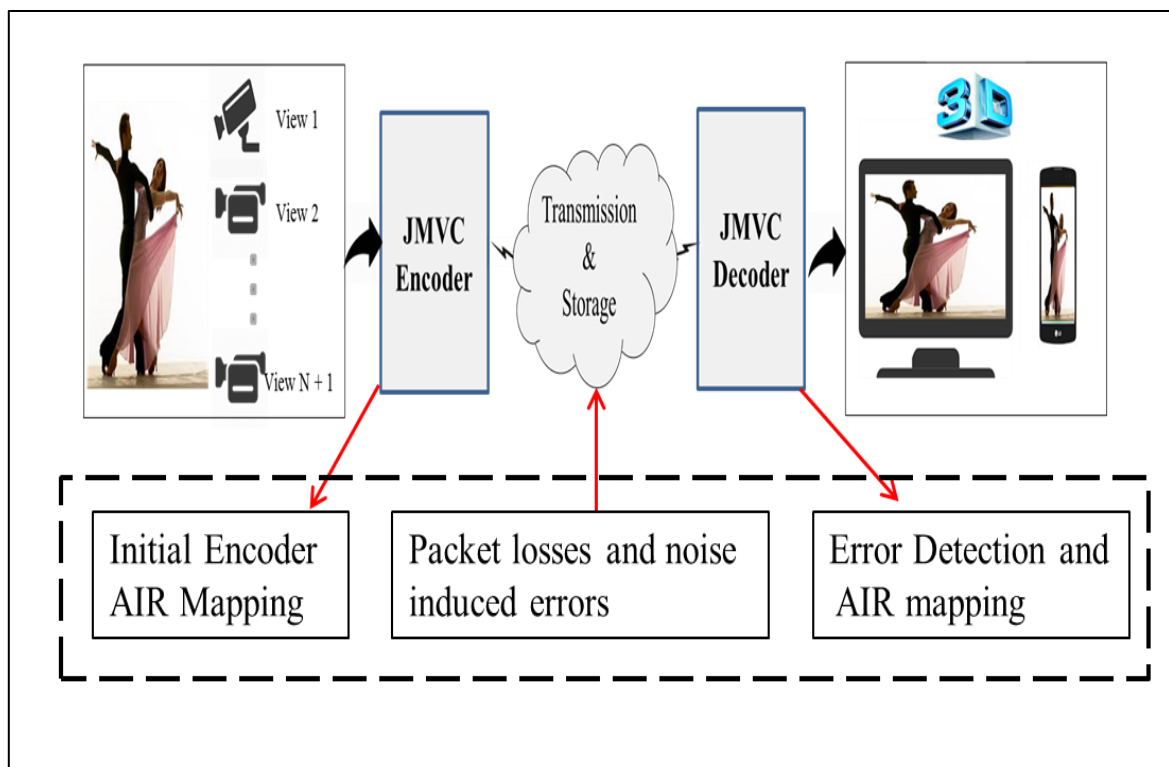 View 1
View 2
View N + 1
JMVC
Encoder
Transmission
&
Storage
JMVC
Decoder
3D
LG
Initial Encoder
AIR Mapping
Packet losses and noise
induced errors
Error Detection and
AIR mapping